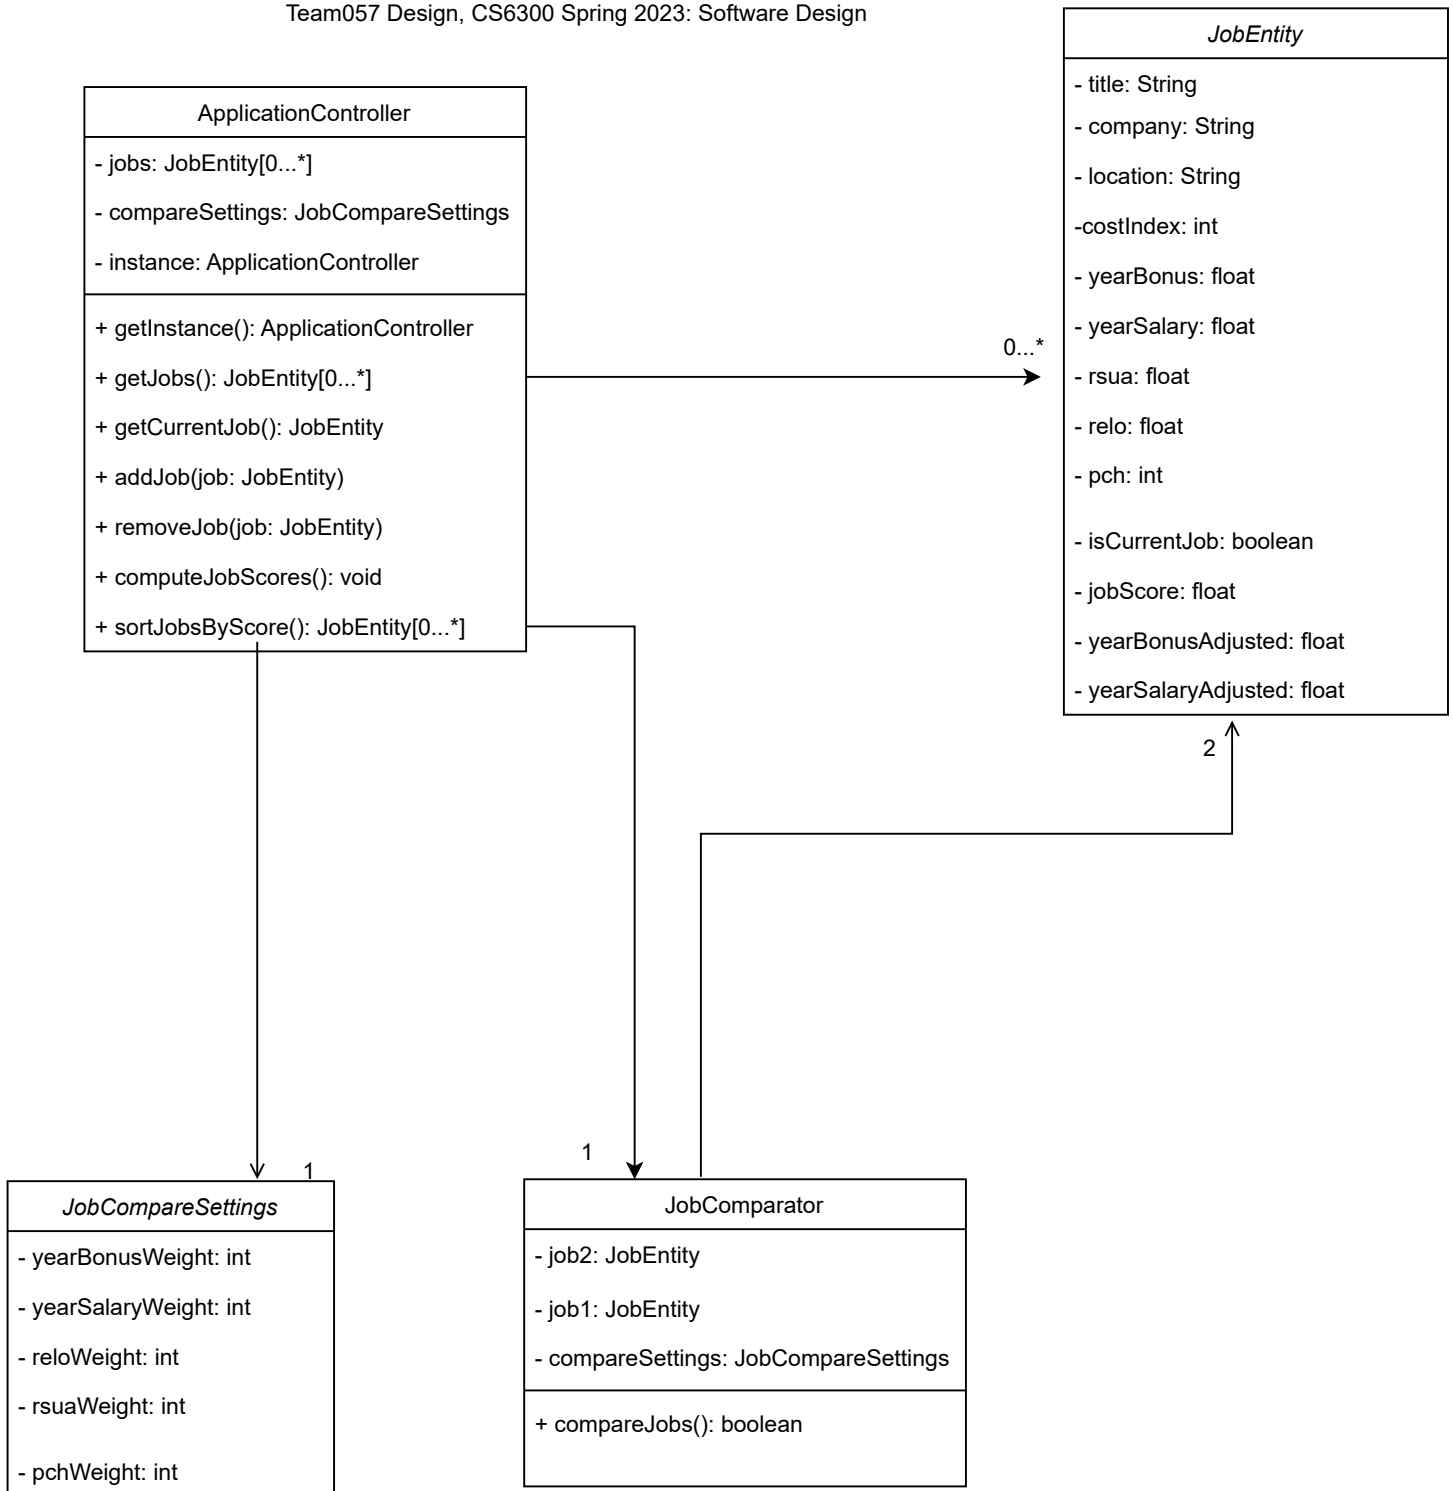 Team057 Design, CS6300 Spring 2023: Software Design
ApplicationController
- jobs: JobEntity[0...*]
- compareSettings: JobCompareSettings
- instance: ApplicationController
+ getInstance(): ApplicationController
+ getJobs(): JobEntity[0...*]
+ getCurrentJob(): JobEntity
+ addJob(job: JobEntity)
+ removeJob(job: JobEntity)
+ computeJobScores(): void
+ sortJobsByScore(): JobEntity[0...*]
0...*
JobEntity
- title: String
- company: String
- location: String
-costIndex: int
- yearBonus: float
- yearSalary: float
- rsua: float
- relo: float
- pch: int
- isCurrentJob: boolean
- jobScore: float
- yearBonusAdjusted: float
- yearSalaryAdjusted: float
2
1
JobCompareSettings
- yearBonusWeight: int
- yearSalaryWeight: int
- reloWeight: int
- rsuaWeight: int
- pchWeight: int
1
JobComparator
- job2: JobEntity
- job1: JobEntity
- compareSettings: JobCompareSettings
+ compareJobs(): boolean